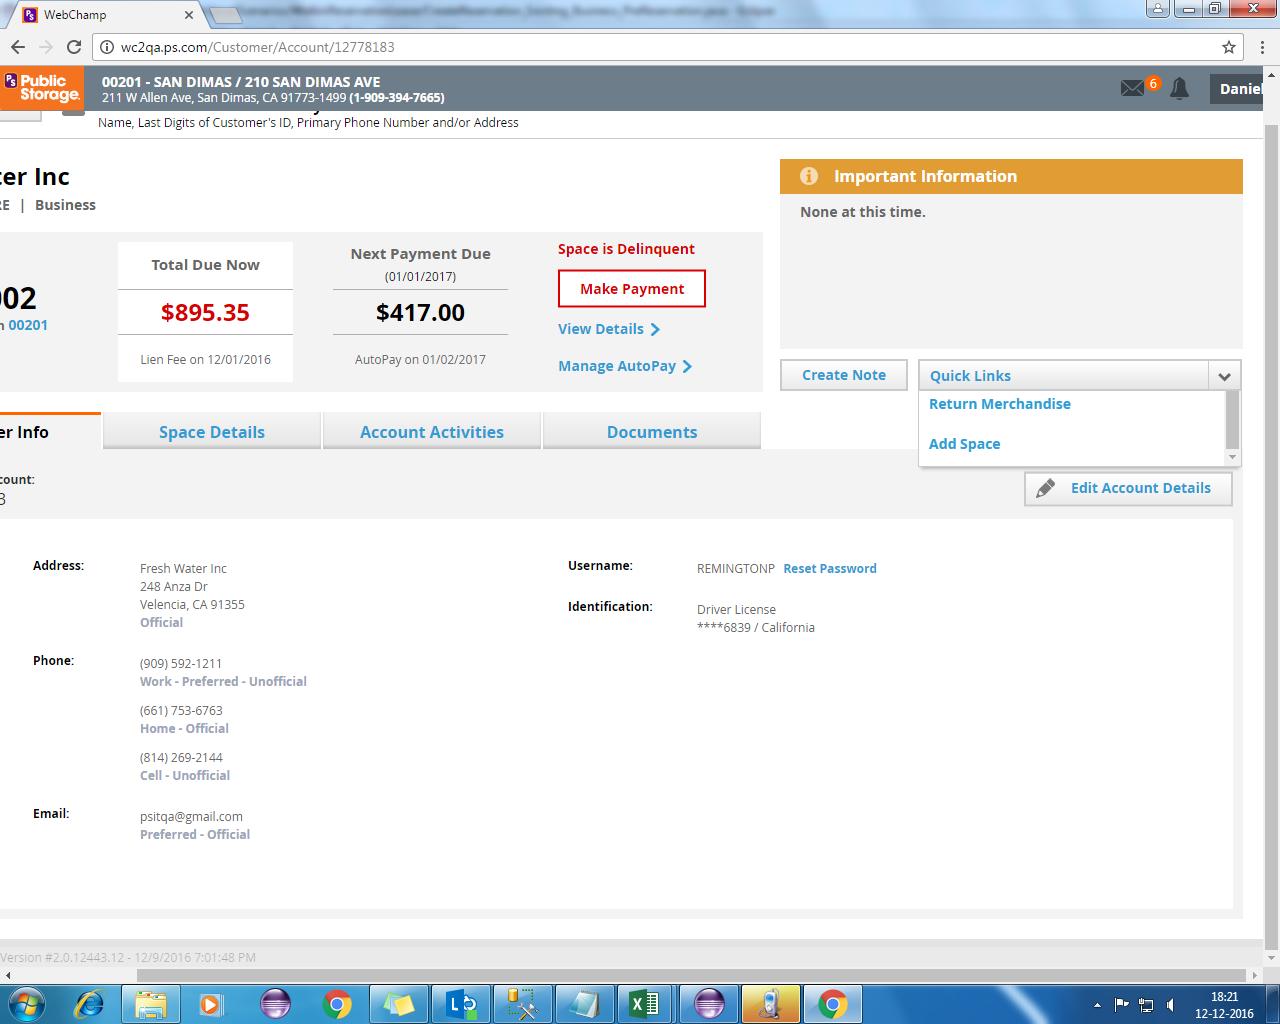 WebChamp
wc2qa.ps.com/Customer/Account/12778183
Public Storage
PS
00201 - SAN DIMAS / 210 SAN DIMAS AVE
211 W Allen Ave, San Dimas, CA 91773-1499 (1-909-394-7665)
6
Daniel
Name, Last Digits of Customer's ID, Primary Phone Number and/or Address
ter Inc
RE | Business
002
n 00201
Total Due Now
$895.35
Lien Fee on 12/01/2016
Next Payment Due
(01/01/2017)
$417.00
AutoPay on 01/02/2017
Space is Delinquent
Make Payment
View Details
Manage AutoPay
Important Information
None at this time.
Create Note
Quick Links
Return Merchandise
Add Space
er Info
Space Details
Account Activities
Documents
count:
3
Edit Account Details
Address:
Fresh Water Inc
248 Anza Dr
Velencia, CA 91355
Official
Phone:
(909) 592-1211
Work - Preferred - Unofficial
(661) 753-6763
Home - Official
(814) 269-2144
Cell - Unofficial
Email:
psitqa@gmail.com
Preferred - Official
Username:
REMINGTONP Reset Password
Identification:
Driver License
****6839 / California
Version #2.0.12443.12 - 12/9/2016 7:01:48 PM
18:21
12-12-2016